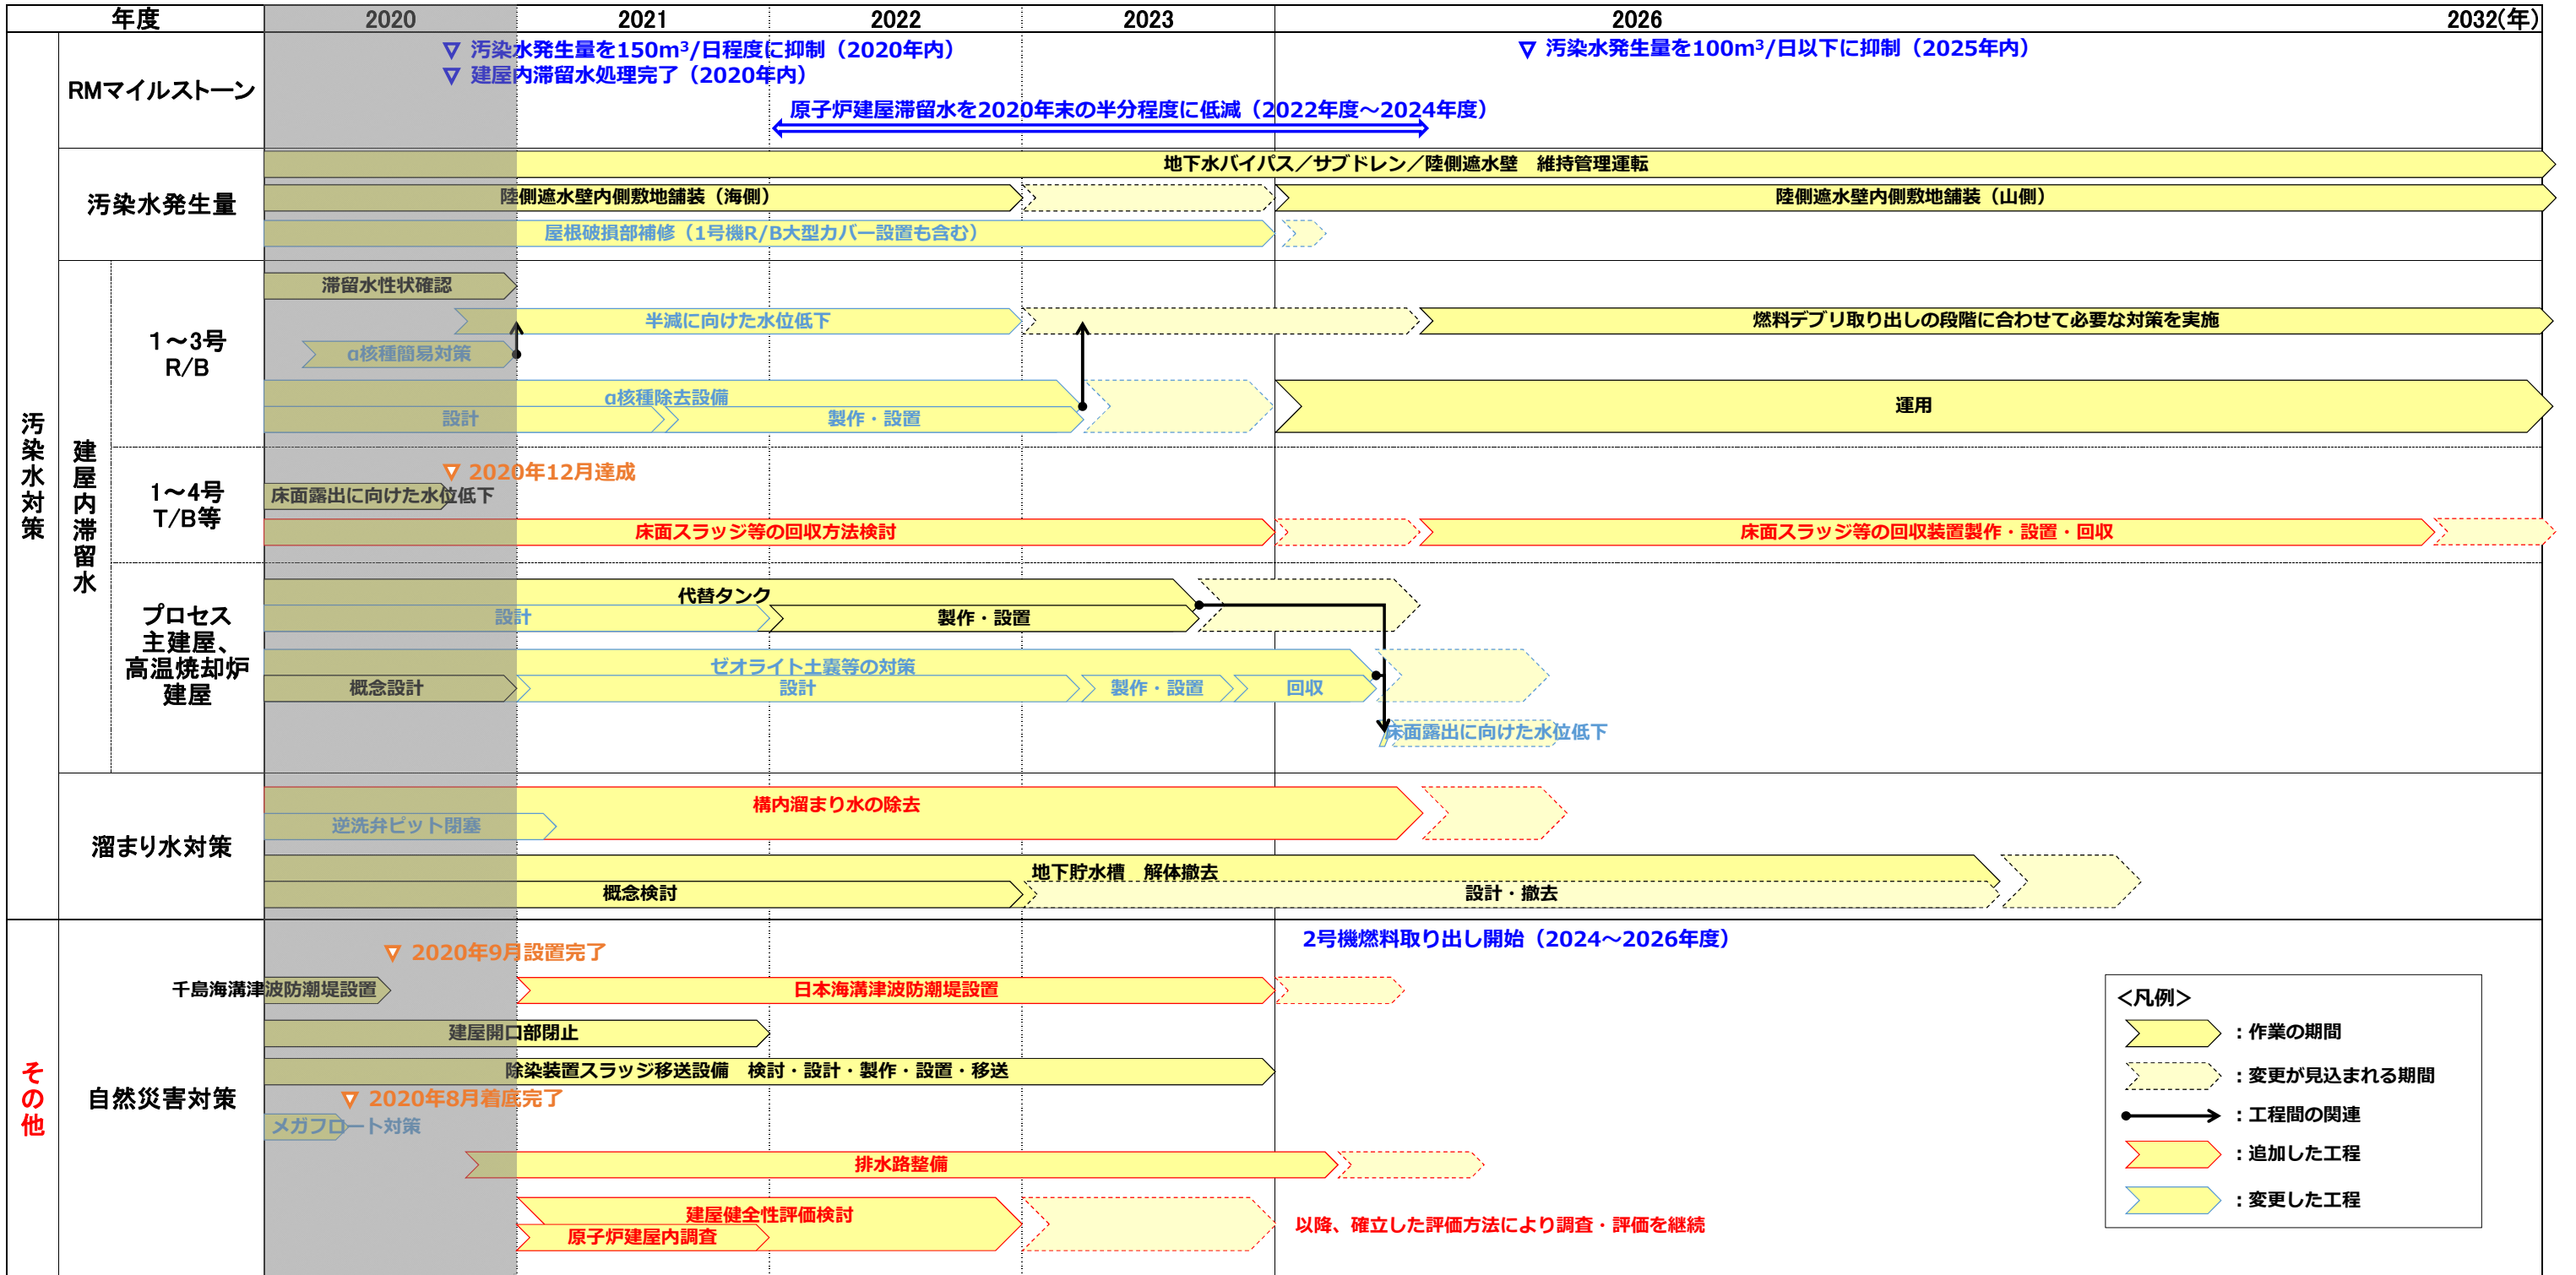 年度 2020 2021 2022 2023 2026 2032(年)
汚染水対策
RMマイルストーン
▽ 汚染水発生量を150m³/日程度に抑制（2020年内）
▽ 汚染水発生量を100m³/日以下に抑制（2025年内）
▽ 建屋内滞留水処理完了（2020年内）
原子炉建屋滞留水を2020年末の半分程度に低減（2022年度～2024年度）
汚染水発生量
地下水バイパス／サブドレン／陸側遮水壁　維持管理運転
陸側遮水壁内側敷地舗装（海側）
陸側遮水壁内側敷地舗装（山側）
屋根破損部補修（1号機R/B大型カバー設置も含む）
建屋内滞留水
1～3号
R/B
滞留水性状確認
半減に向けた水位低下
燃料デブリ取り出しの段階に合わせて必要な対策を実施
α核種簡易対策
α核種除去設備
設計
製作・設置
運用
1～4号
T/B等
▽ 2020年12月達成
床面露出に向けた水位低下
床面スラッジ等の回収方法検討
床面スラッジ等の回収装置製作・設置・回収
プロセス
主建屋、
高温焼却炉
建屋
代替タンク
設計
製作・設置
ゼオライト土嚢等の対策
概念設計
設計
製作・設置
回収
床面露出に向けた水位低下
溜まり水対策
構内溜まり水の除去
逆洗弁ピット閉塞
地下貯水槽　解体撤去
概念検討
設計・撤去
その他
自然災害対策
▽ 2020年9月設置完了
2号機燃料取り出し開始（2024～2026年度）
千島海溝津波防潮堤設置
日本海溝津波防潮堤設置
建屋開口部閉止
除染装置スラッジ移送設備　検討・設計・製作・設置・移送
▽ 2020年8月着底完了
メガフロート対策
排水路整備
建屋健全性評価検討
原子炉建屋内調査
以降、確立した評価方法により調査・評価を継続
＜凡例＞
：作業の期間
：変更が見込まれる期間
：工程間の関連
：追加した工程
：変更した工程